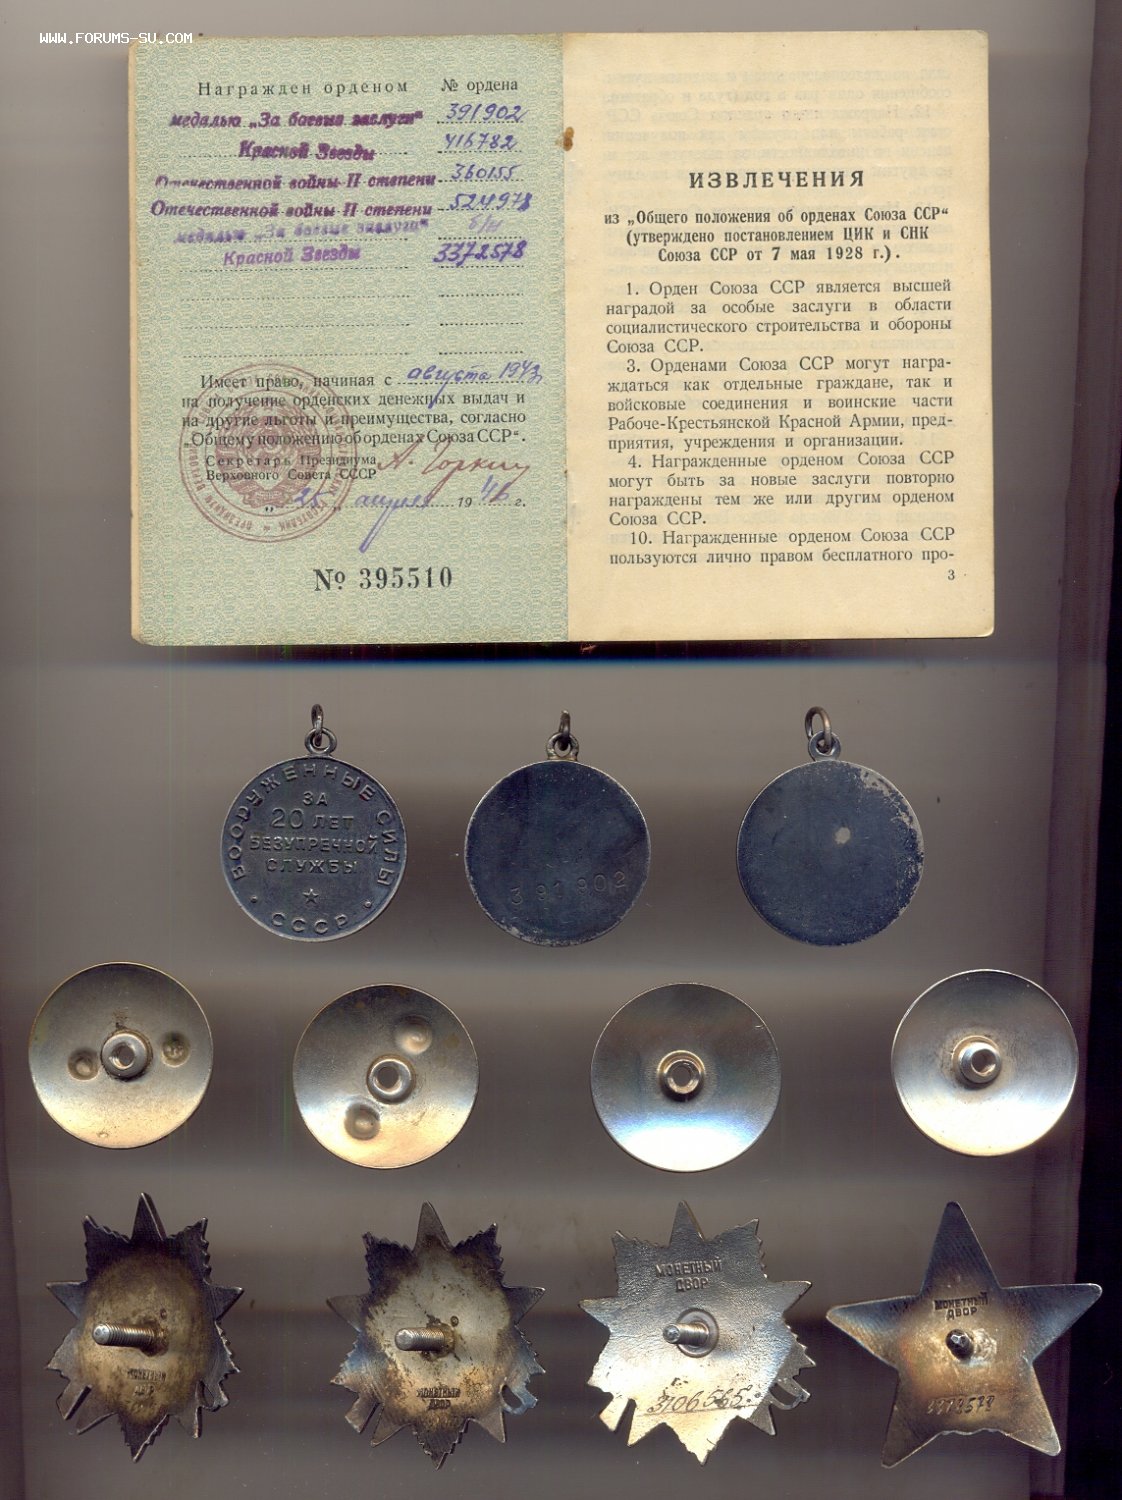 WWW.FORUMS-SU.COM
Награжден орденом № ордена
медалью „За боевые заслуги“ 391902
Красной Звезды 416782
Отечественной войны II степени 360155
Отечественной войны II степени 524978
медалью „За боевые заслуги“ б/н
Красной Звезды 3372578
Имеет право, начиная с августа 1943
на получение орденских денежных выдач и
на другие льготы и преимущества, согласно
„Общему положению об орденах Союза ССР“.
Секретарь Президиума
Верховного Совета СССР А. Горкин
„25„ апреля 1946 г.
№ 395510
ИЗВЛЕЧЕНИЯ
из „Общего положения об орденах Союза ССР“
(утверждено постановлением ЦИК и СНК
Союза ССР от 7 мая 1928 г.).
1. Орден Союза ССР является высшей
наградой за особые заслуги в области
социалистического строительства и обороны
Союза ССР.
3. Орденами Союза ССР могут награ-
ждаться как отдельные граждане, так и
войсковые соединения и воинские части
Рабоче-Крестьянской Красной Армии, пред-
приятия, учреждения и организации.
4. Награжденные орденом Союза ССР
могут быть за новые заслуги повторно
награждены тем же или другим орденом
Союза ССР.
10. Награжденные орденом Союза ССР
пользуются лично правом бесплатного про-
3
ВООРУЖЕННЫЕ СИЛЫ
ЗА
20 ЛЕТ
БЕЗУПРЕЧНОЙ
СЛУЖБЫ
СССР
391902
МОНЕТНЫЙ
ДВОР
МОНЕТНЫЙ
ДВОР
МОНЕТНЫЙ
ДВОР
3106565
МОНЕТНЫЙ
ДВОР
3372578